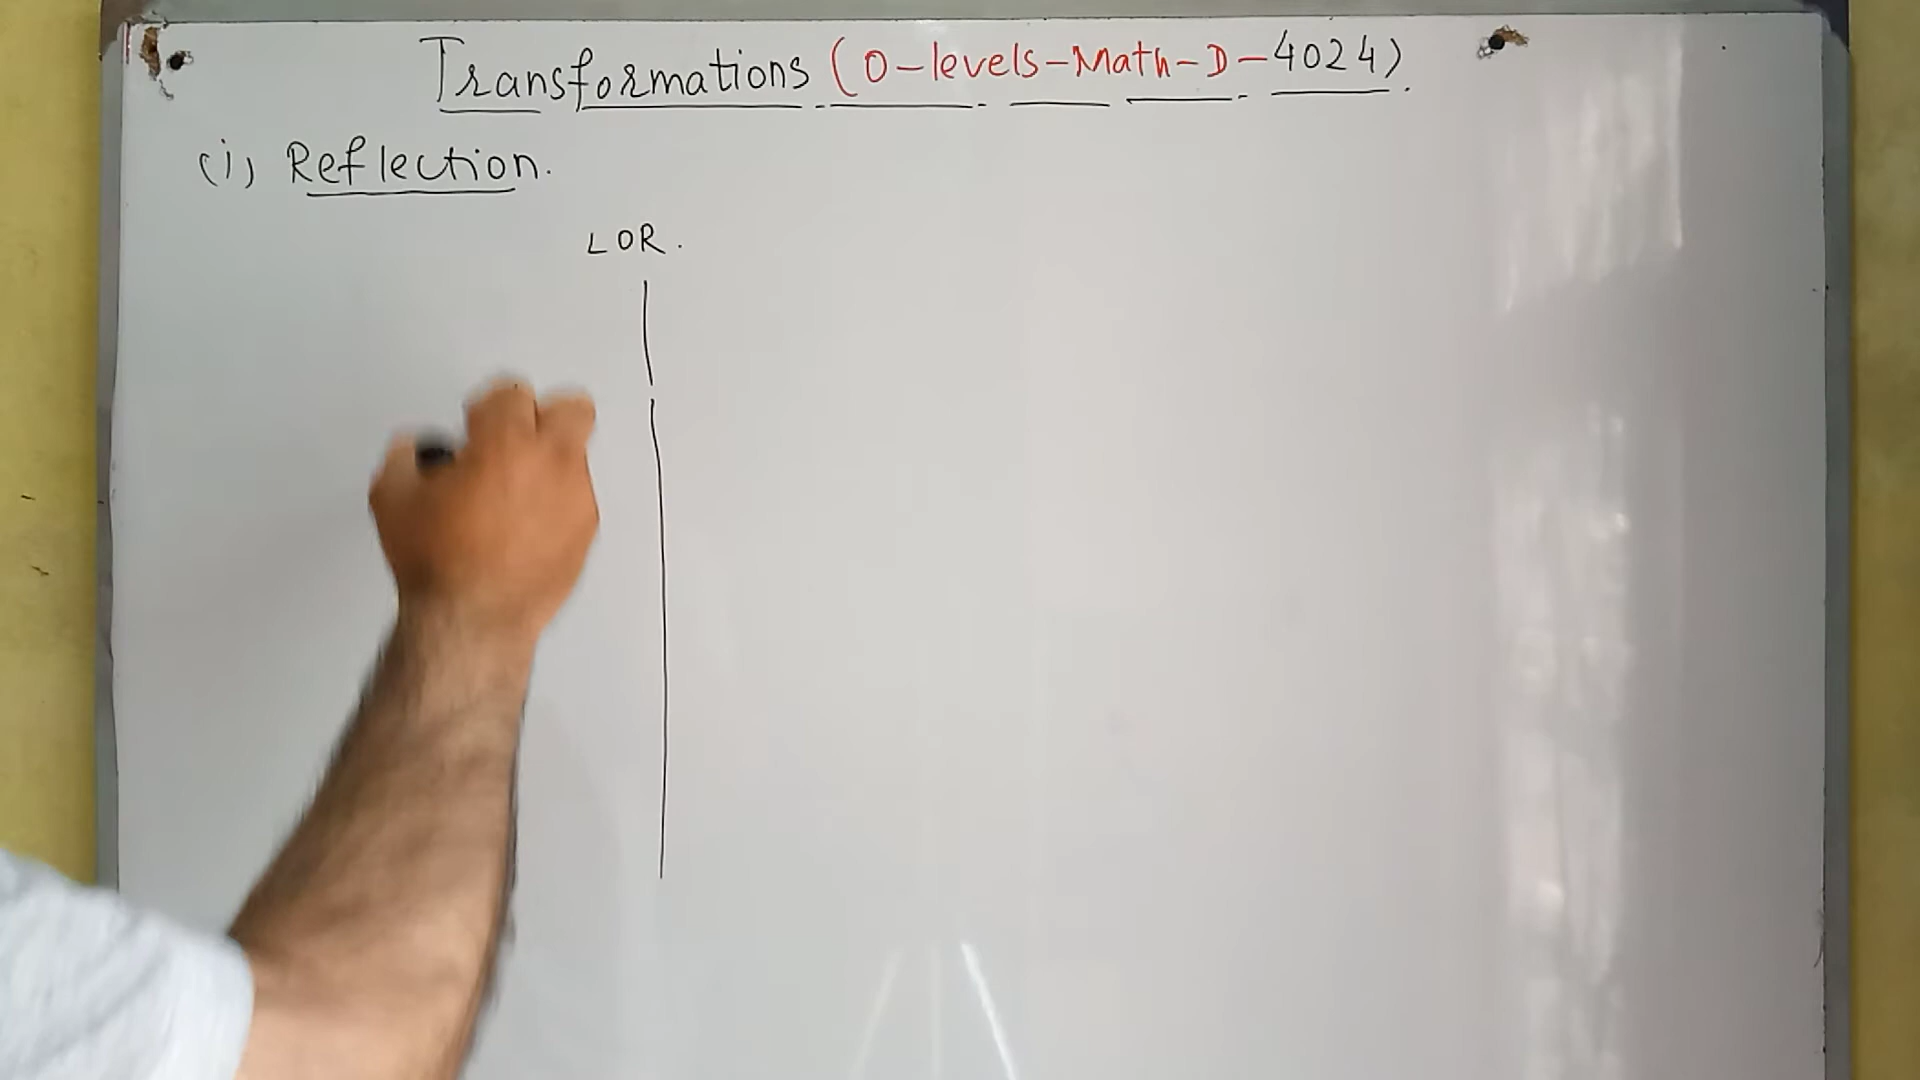 Transformations (O-levels-Math-D-4024).
(i) Reflection.
LOR.